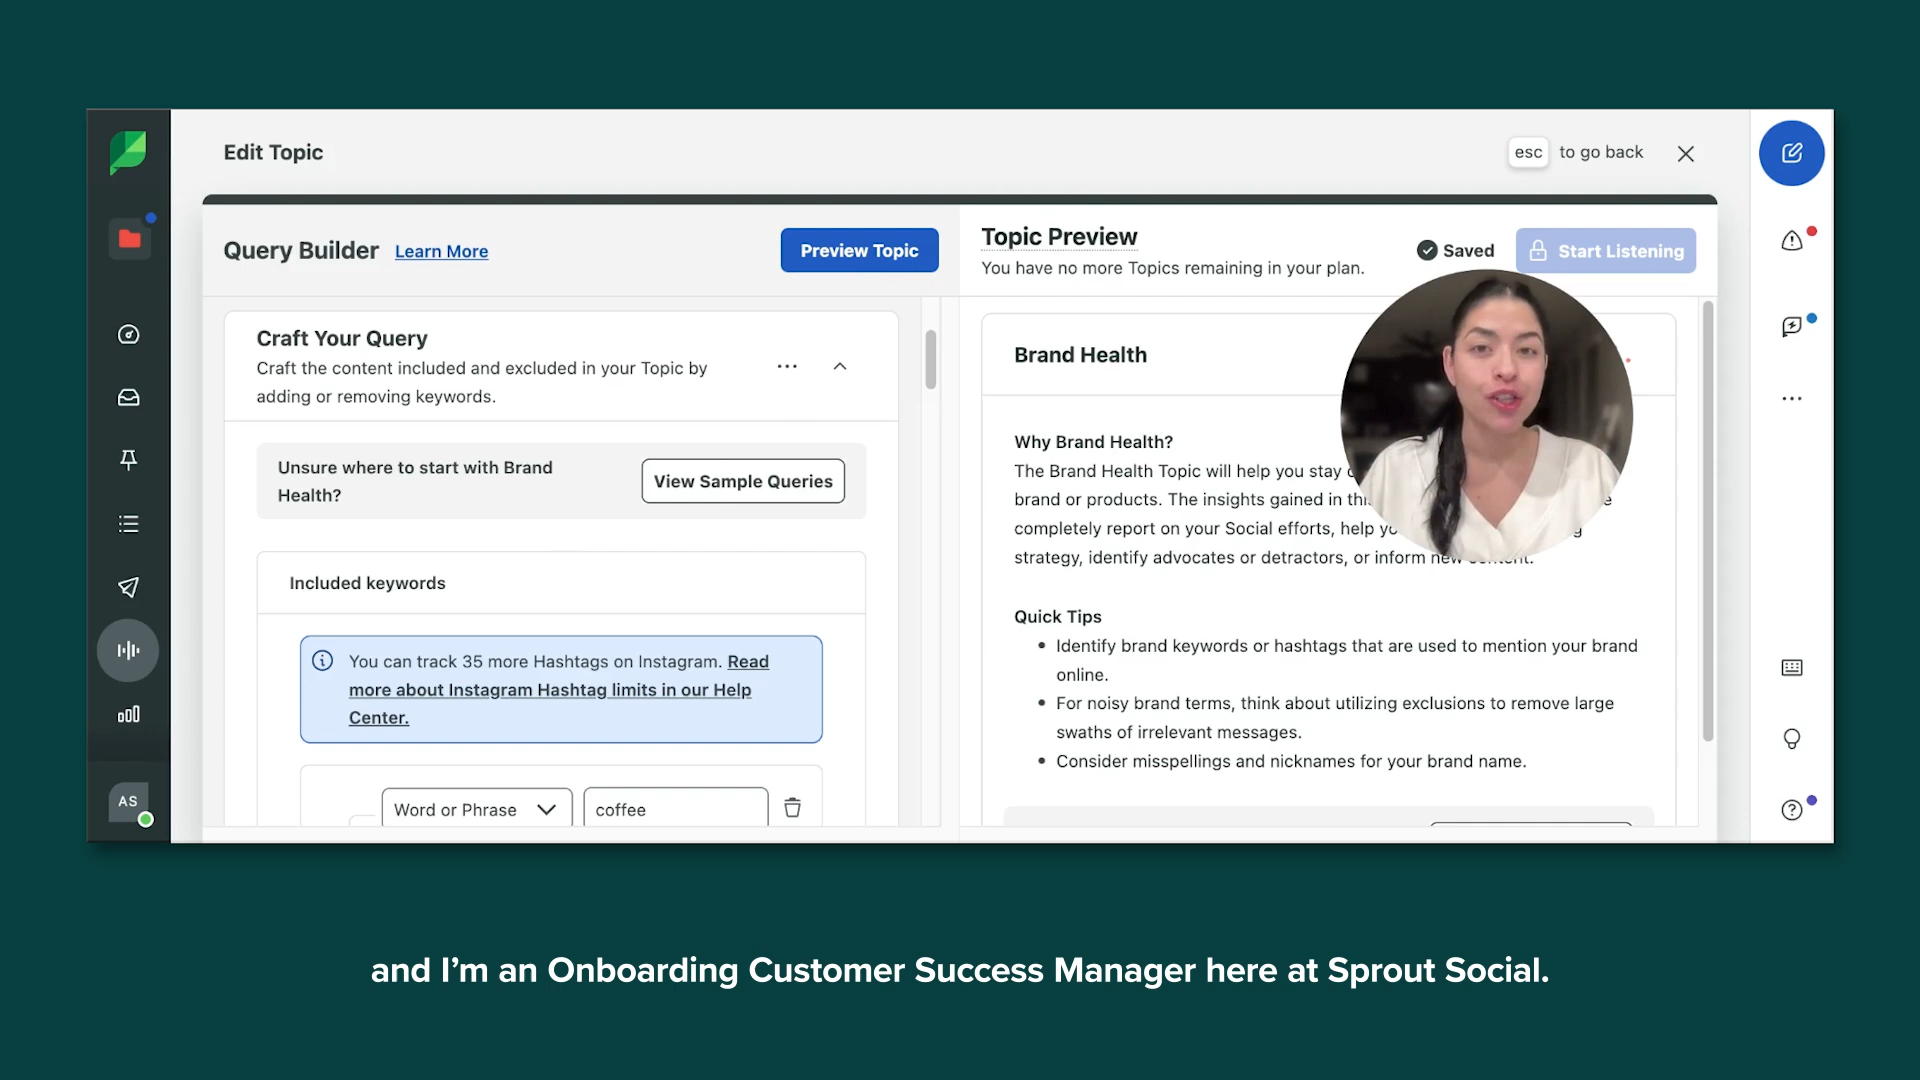 Edit Topic
esc to go back
Query Builder Learn More
Preview Topic
Topic Preview
You have no more Topics remaining in your plan.
Saved
Start Listening
Craft Your Query
Craft the content included and excluded in your Topic by
adding or removing keywords.
Unsure where to start with Brand
Health?
View Sample Queries
Included keywords
You can track 35 more Hashtags on Instagram. Read
more about Instagram Hashtag limits in our Help
Center.
Word or Phrase
coffee
Brand Health
Why Brand Health?
The Brand Health Topic will help you stay
brand or products. The insights gained in
completely report on your Social efforts, help
strategy, identify advocates or detractors, or inform new content.
Quick Tips
• Identify brand keywords or hashtags that are used to mention your brand
online.
• For noisy brand terms, think about utilizing exclusions to remove large
swaths of irrelevant messages.
• Consider misspellings and nicknames for your brand name.
AS
and I'm an Onboarding Customer Success Manager here at Sprout Social.